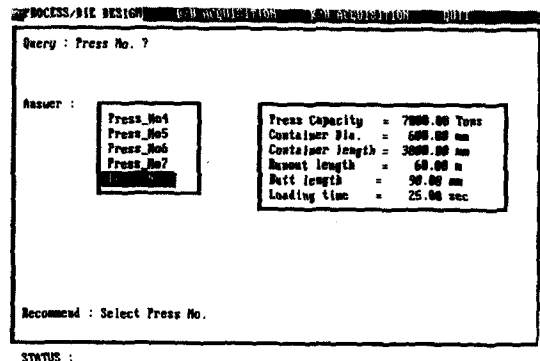 PROCESS/DIE DESIGN K-B ACQUISITION QUIT
Query : Press No. ?
Answer :
Press_No4
Press_No5
Press_No6
Press_No7
Press Capacity = 7000.00 Tons
Container Dia. = 600.00 mm
Container length = 3000.00 mm
Runout length = 60.00 m
Butt length = 90.00 mm
Loading time = 25.00 sec
Recommend : Select Press No.
STATUS :